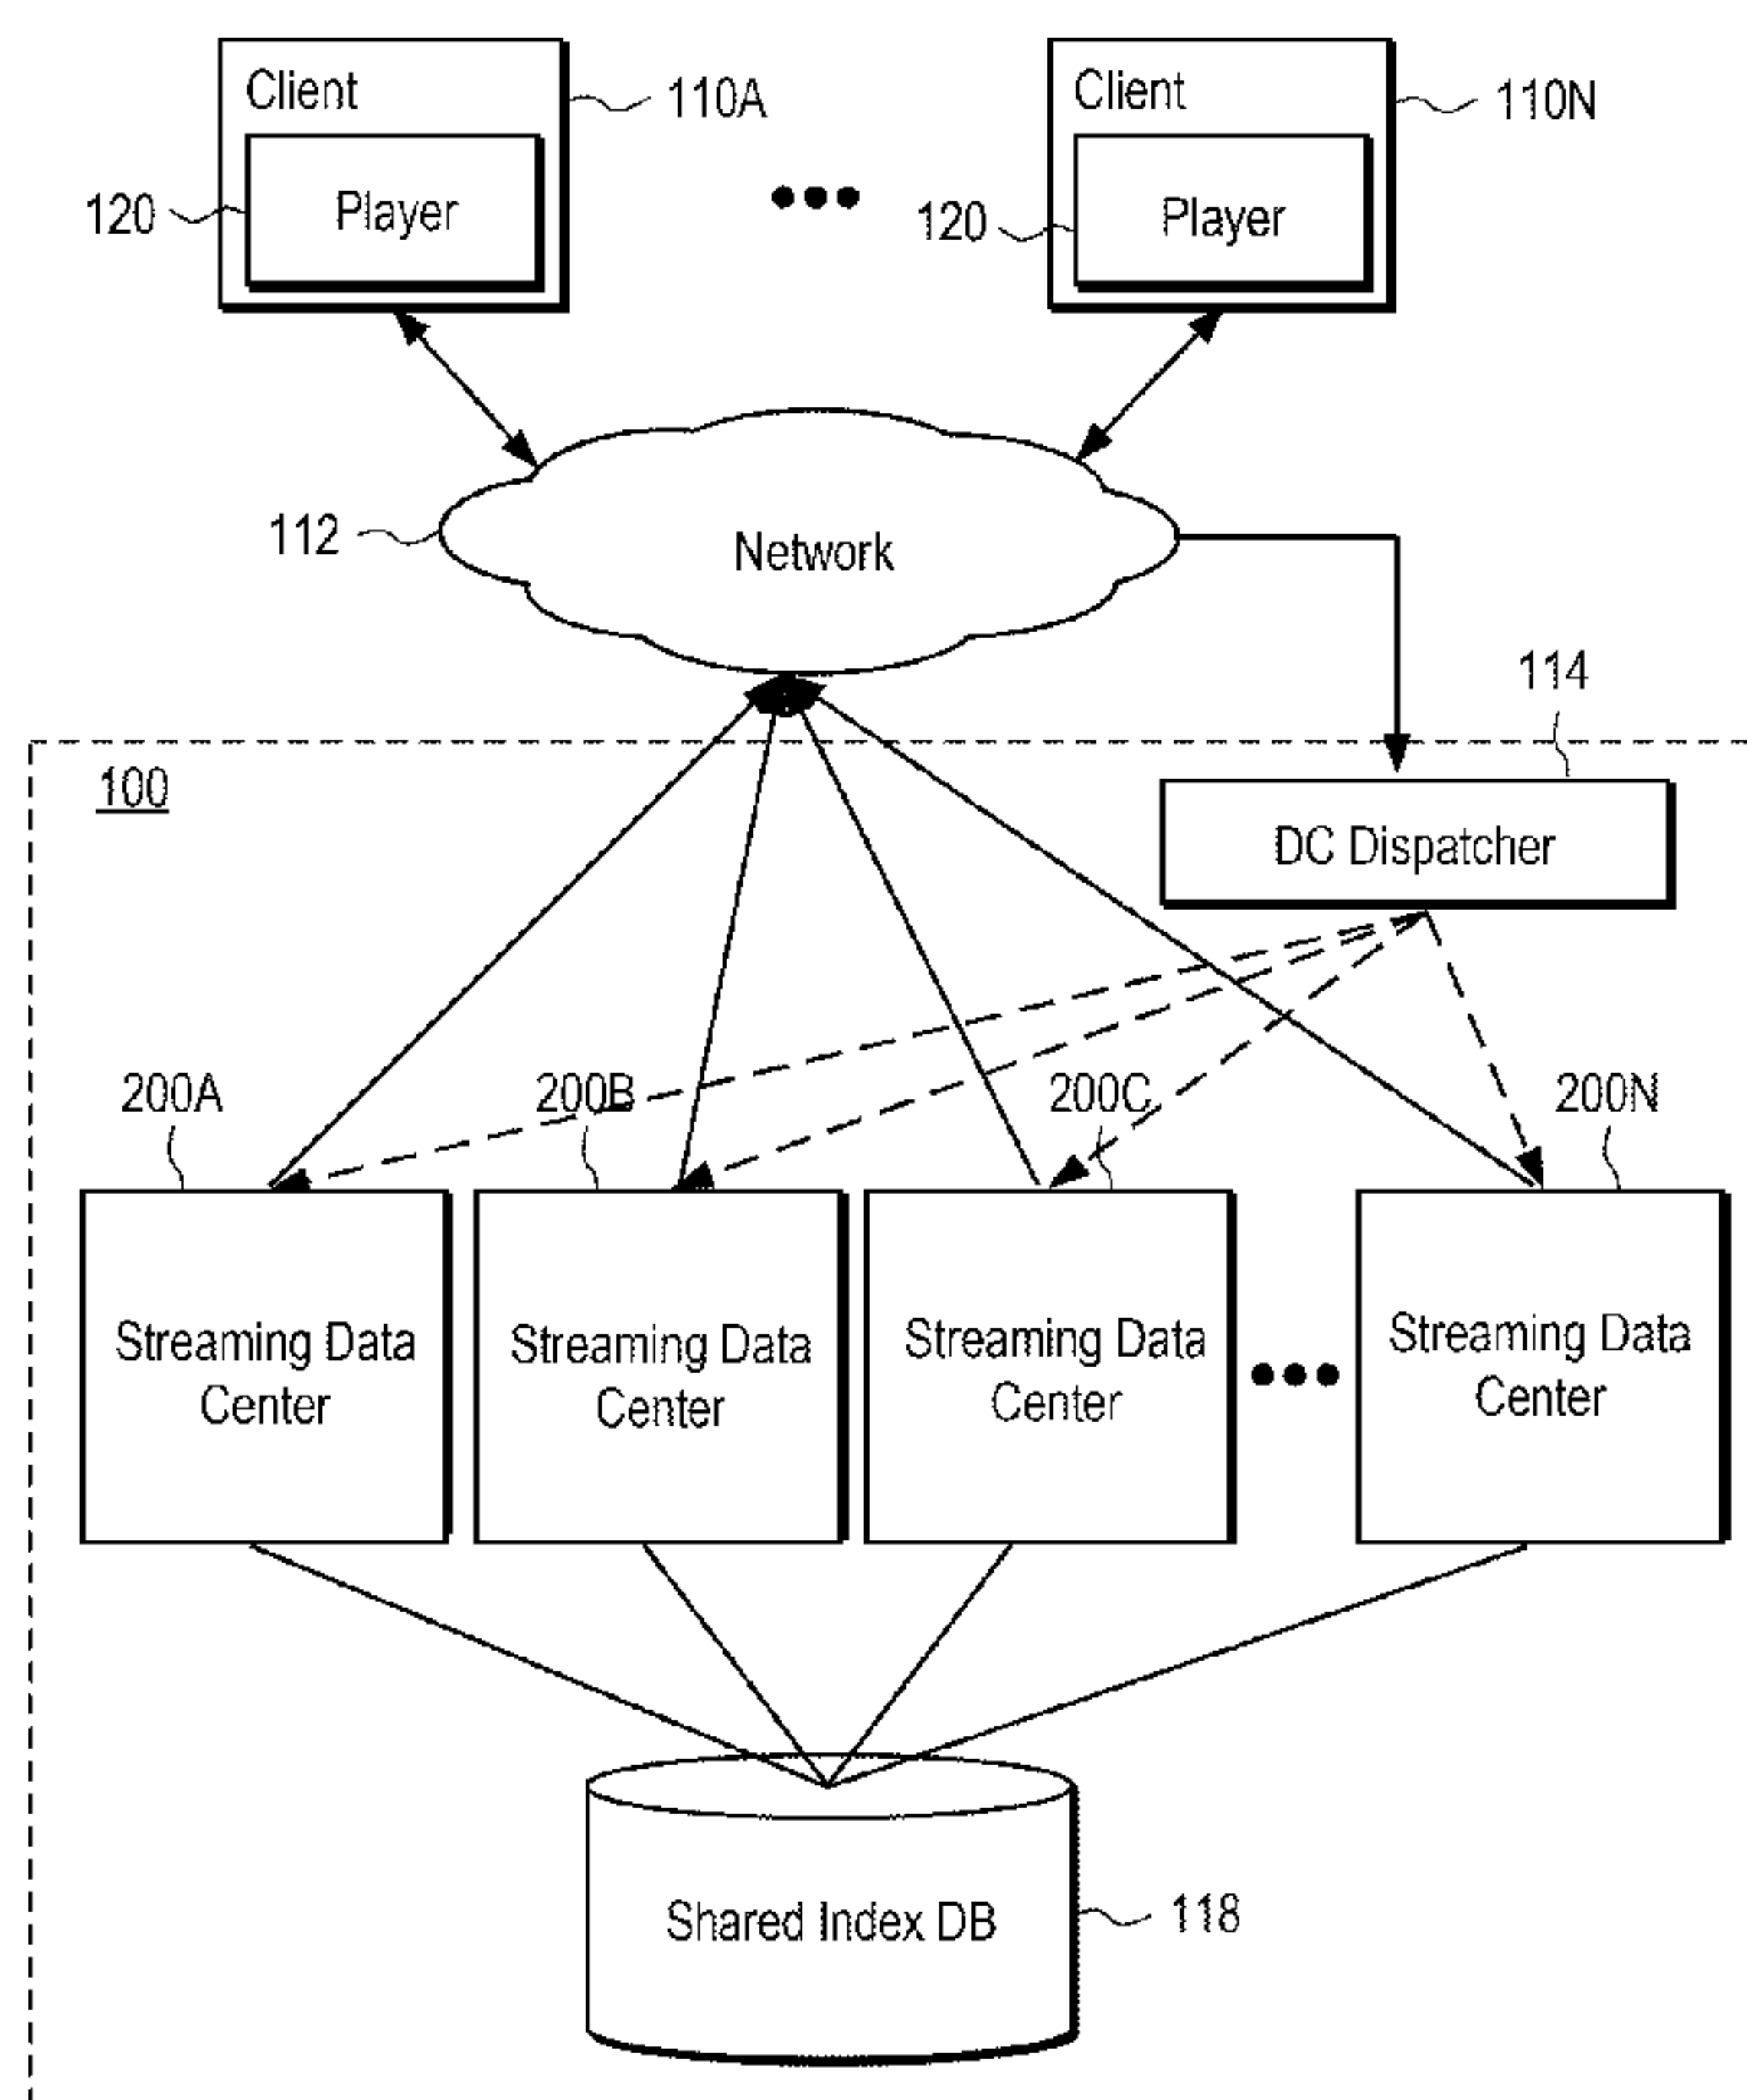 Client
110A
Client
110N
120
Player
120
Player
112
Network
114
100
DC Dispatcher
200A
200B
200C
200N
Streaming Data
Center
Streaming Data
Center
Streaming Data
Center
Streaming Data
Center
Shared Index DB
118